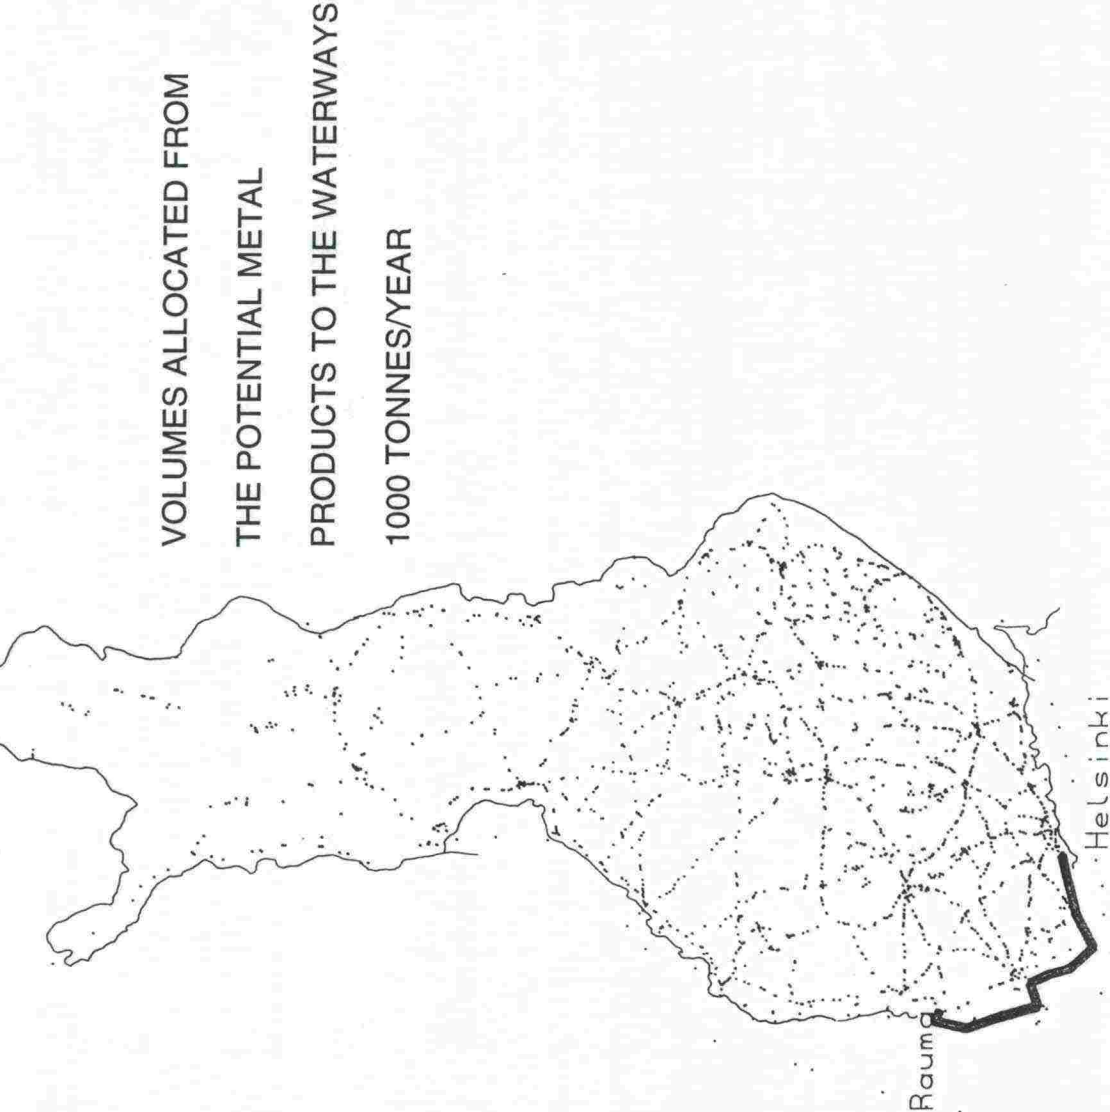 VOLUMES ALLOCATED FROM
THE POTENTIAL METAL
PRODUCTS TO THE WATERWAYS
1000 TONNES/YEAR
Rauma
Helsinki